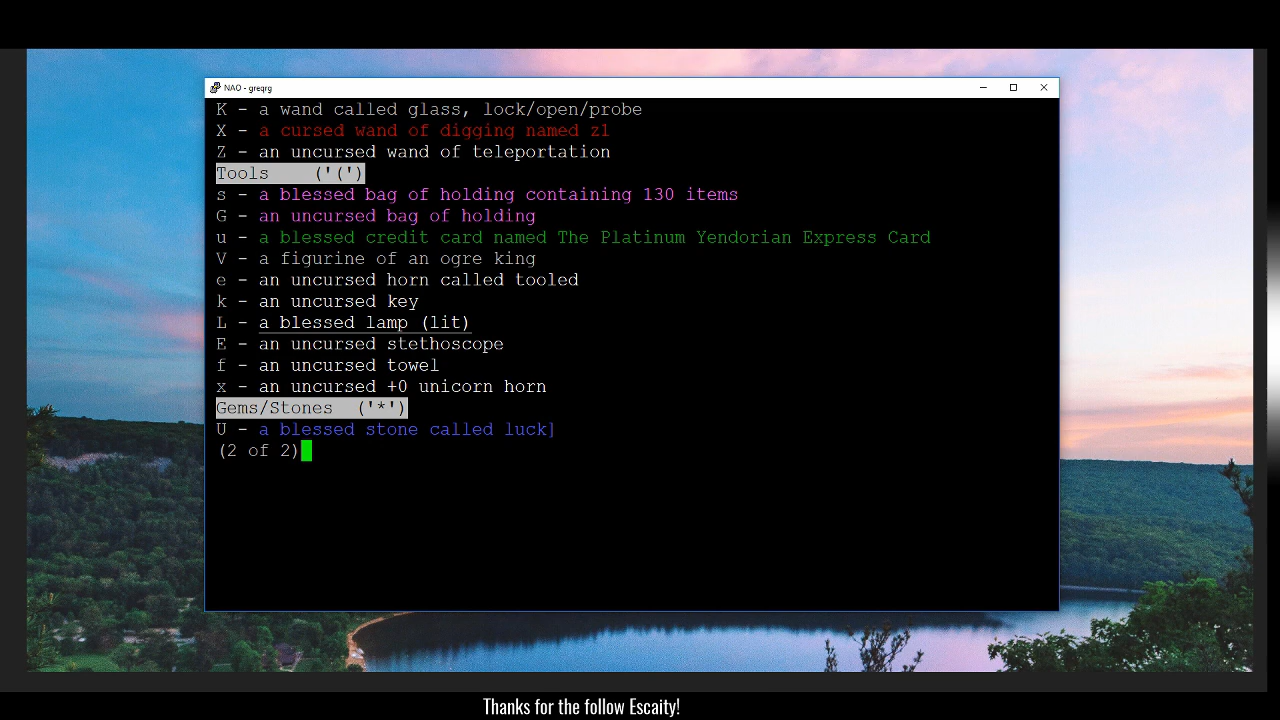 NAO - greqrg
K - a wand called glass, lock/open/probe
X - a cursed wand of digging named z1
Z - an uncursed wand of teleportation
Tools    ('(')
s - a blessed bag of holding containing 130 items
G - an uncursed bag of holding
u - a blessed credit card named The Platinum Yendorian Express Card
V - a figurine of an ogre king
e - an uncursed horn called tooled
k - an uncursed key
L - a blessed lamp (lit)
E - an uncursed stethoscope
f - an uncursed towel
x - an uncursed +0 unicorn horn
Gems/Stones  ('*')
U - a blessed stone called luck]
(2 of 2)
Thanks for the follow Escaity!